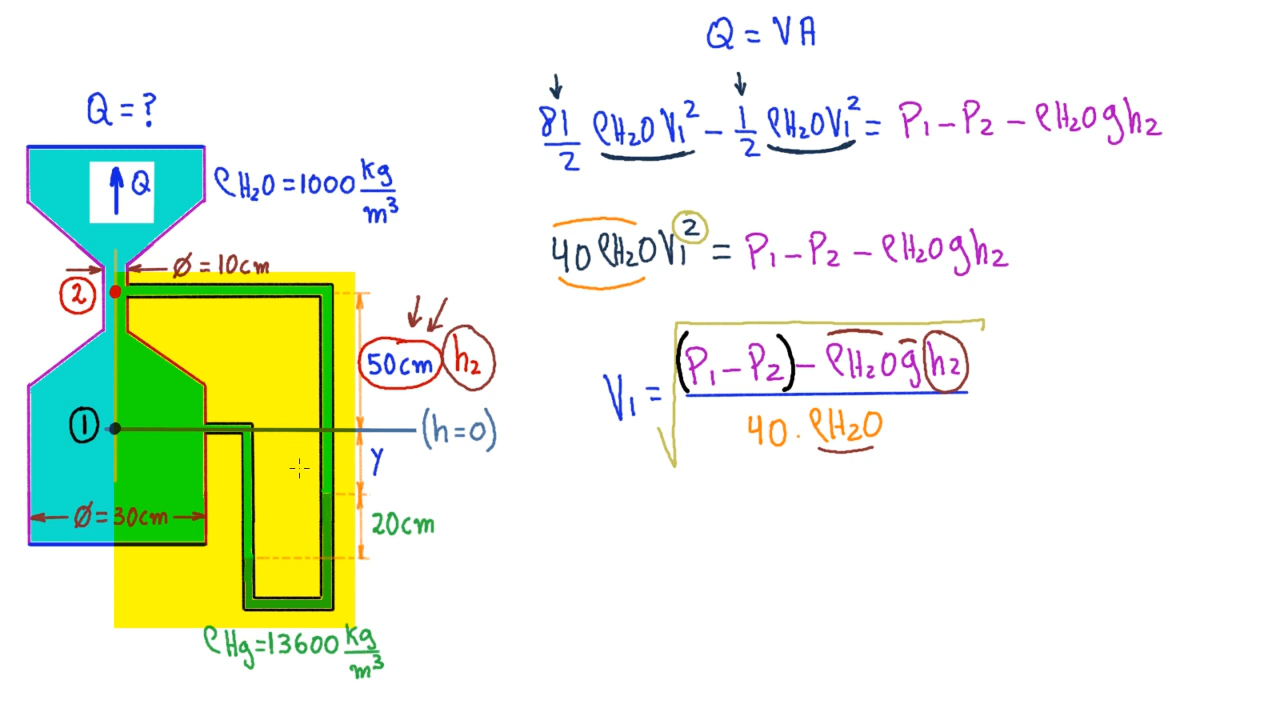 Q = VA
Q = ?
81/2 ρH₂O V₁² − 1/2 ρH₂O V₁² = P₁ − P₂ − ρH₂O g h₂
Q
ρH₂O = 1000 kg/m³
40 ρH₂O V₁² = P₁ − P₂ − ρH₂O g h₂
Ø = 10cm
2
50cm h₂
V₁ = √(((P₁ − P₂) − ρH₂O g h₂) / (40 · ρH₂O))
1
(h=0)
y
Ø = 30cm
20cm
ρHg = 13600 kg/m³